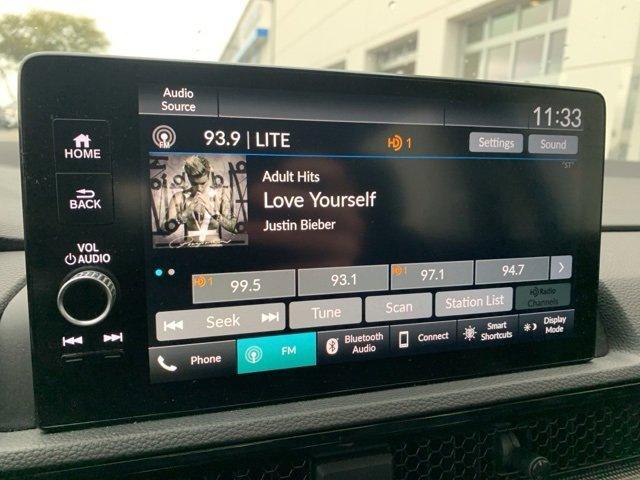 Audio
Source
11:33
HOME
FM
93.9 | LITE
HD 1
Settings
Sound
"ST"
Adult Hits
BACK
Love Yourself
Justin Bieber
VOL
AUDIO
HD 1
99.5
93.1
HD 1
97.1
94.7
Seek
Tune
Scan
Station List
HD Radio
Channels
Phone
FM
Bluetooth
Audio
Connect
Smart
Shortcuts
Display
Mode